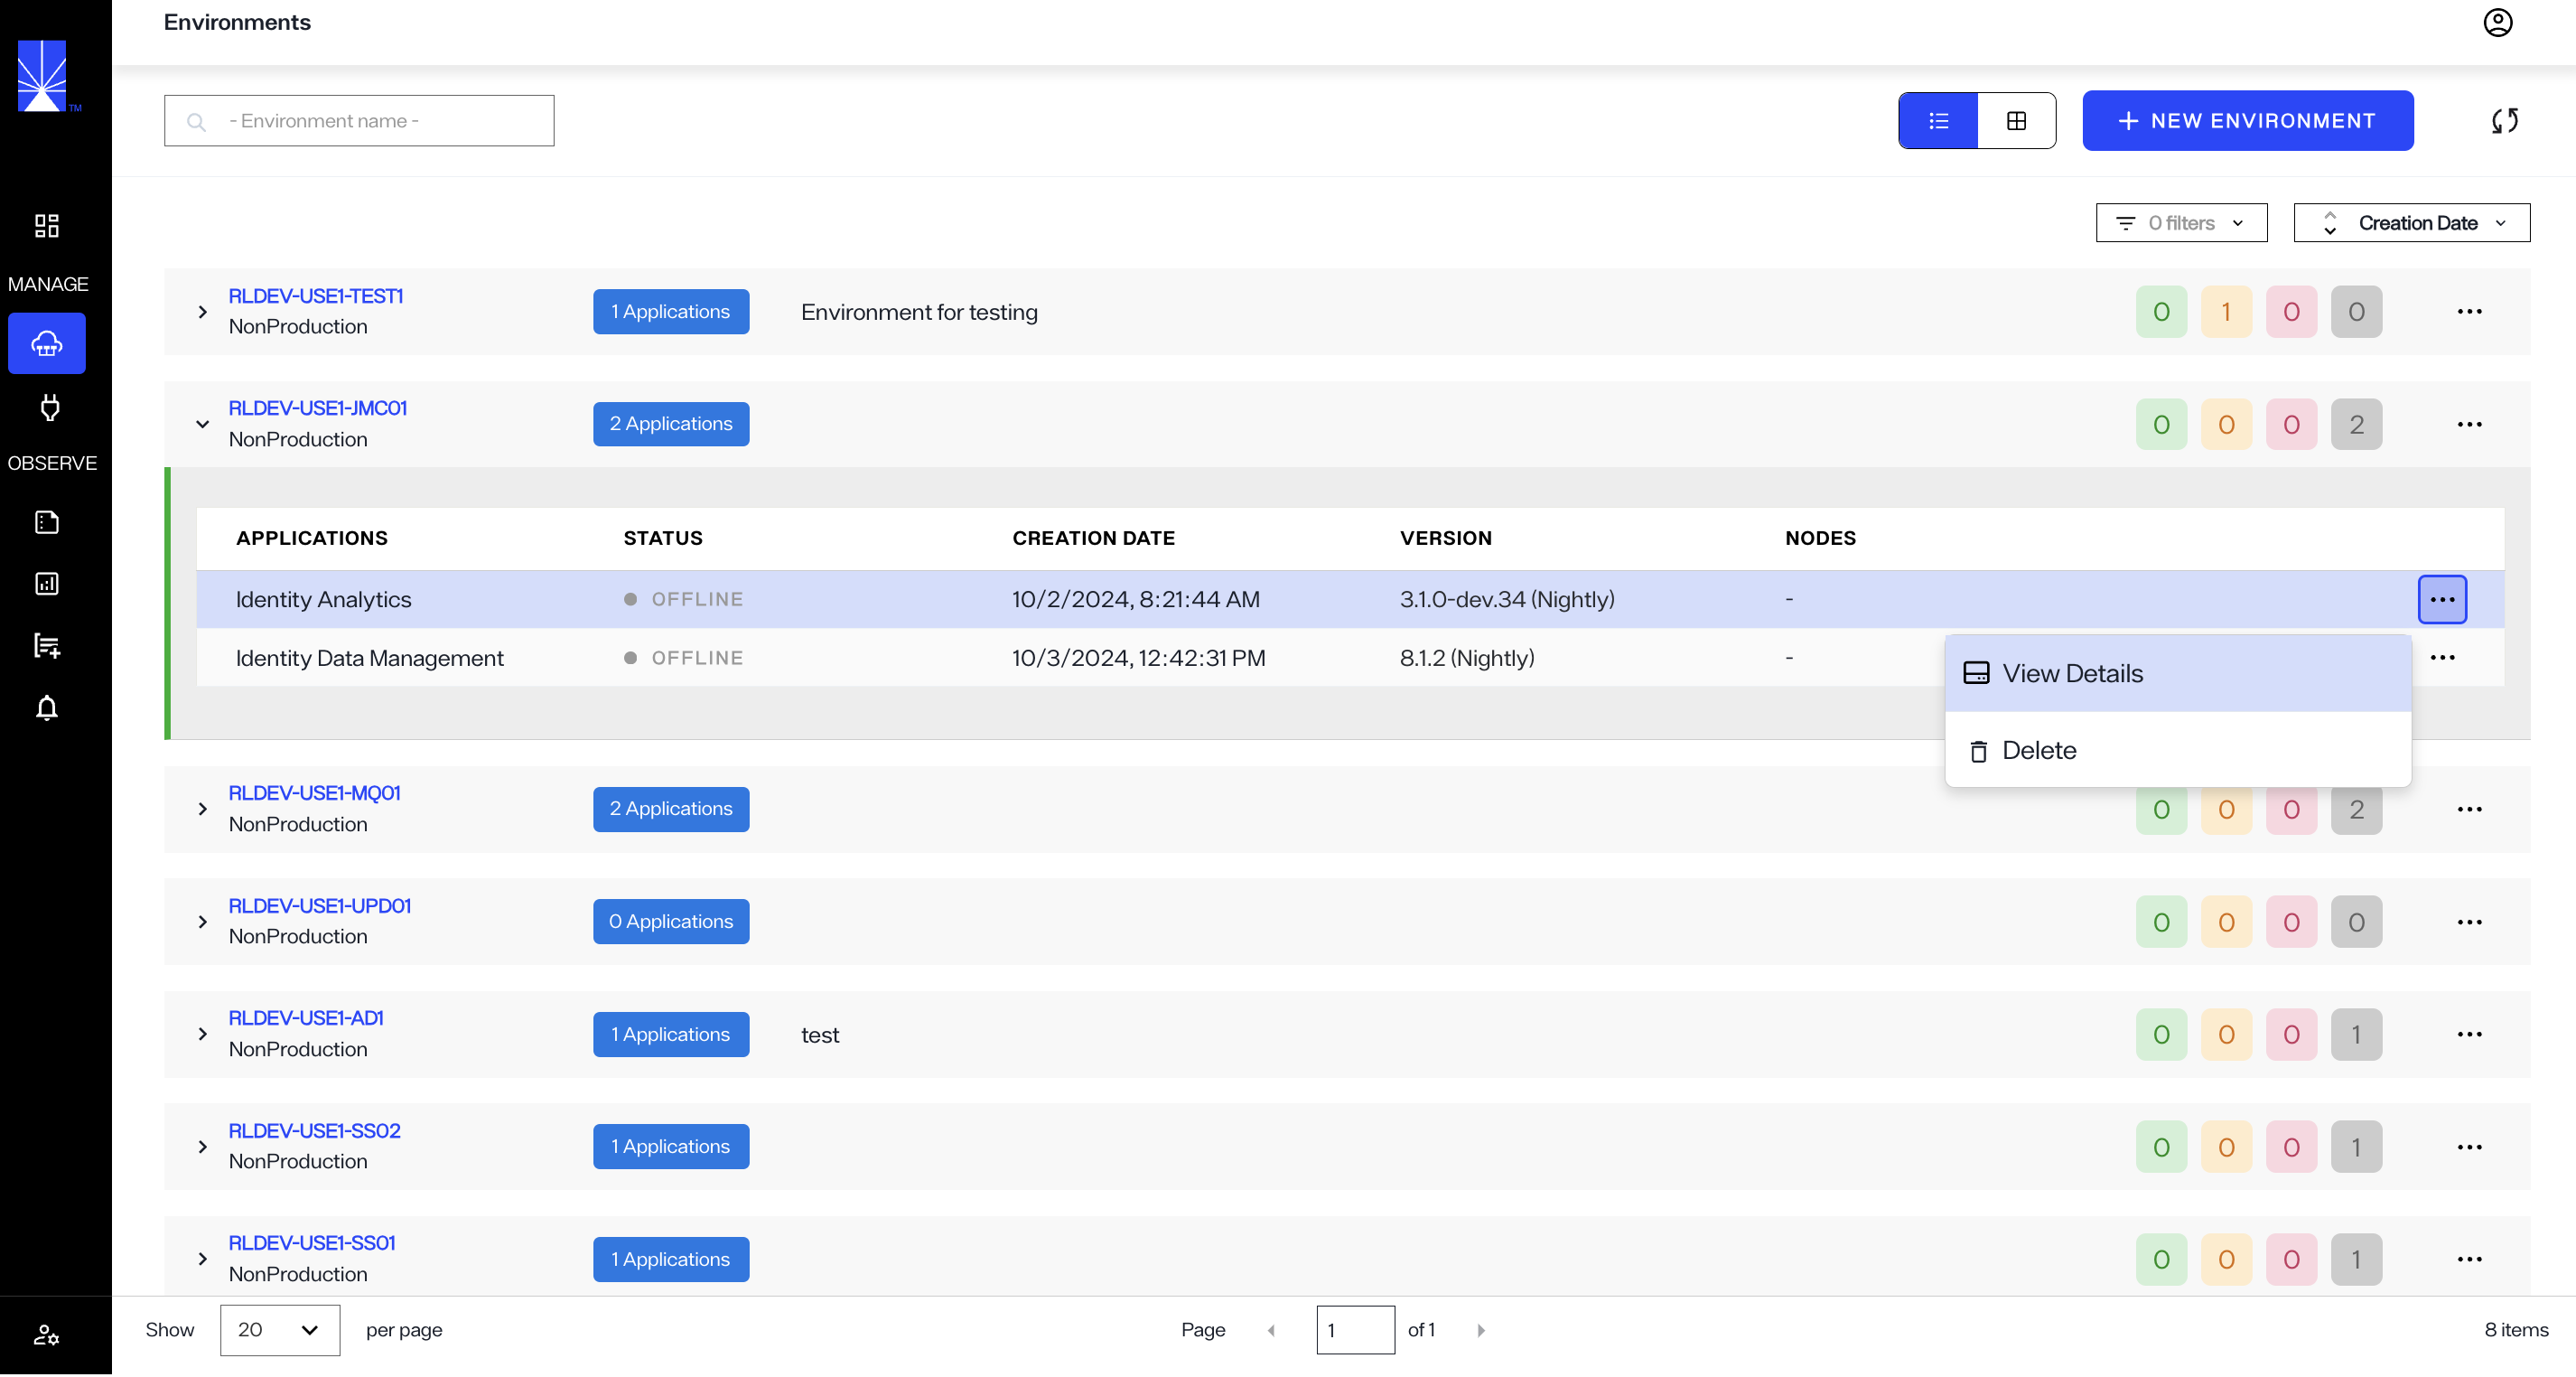 Environments
TM
- Environment name -
NEW ENVIRONMENT
0 filters
Creation Date
MANAGE
OBSERVE
RLDEV-USE1-TEST1
NonProduction
1 Applications
Environment for testing
0 1 0 0
RLDEV-USE1-JMC01
NonProduction
2 Applications
0 0 0 2
APPLICATIONS STATUS CREATION DATE VERSION NODES
Identity Analytics OFFLINE 10/2/2024, 8:21:44 AM 3.1.0-dev.34 (Nightly) -
Identity Data Management OFFLINE 10/3/2024, 12:42:31 PM 8.1.2 (Nightly) -
View Details
Delete
RLDEV-USE1-MQ01
NonProduction
2 Applications
0 0 0 2
RLDEV-USE1-UPD01
NonProduction
0 Applications
0 0 0 0
RLDEV-USE1-AD1
NonProduction
1 Applications
test
0 0 0 1
RLDEV-USE1-SS02
NonProduction
1 Applications
0 0 0 1
RLDEV-USE1-SS01
NonProduction
1 Applications
0 0 0 1
Show 20 per page
Page 1 of 1
8 items